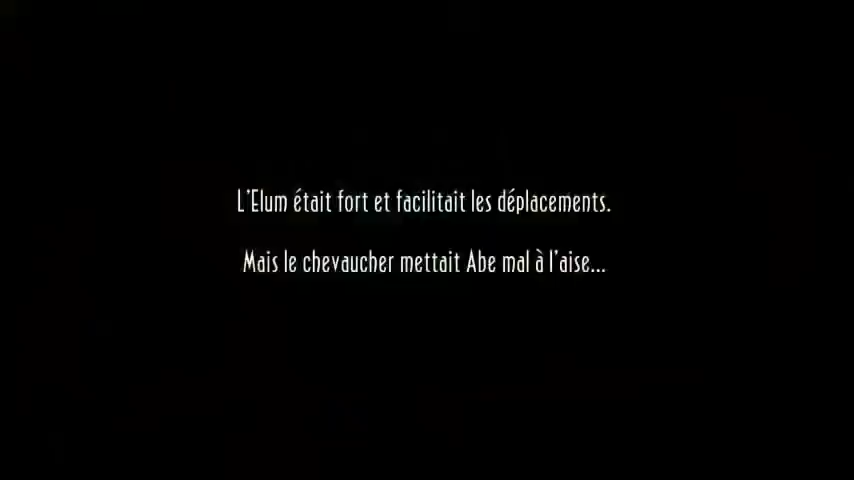 L'Elum était fort et facilitait les déplacements.
Mais le chevaucher mettait Abe mal à l'aise...